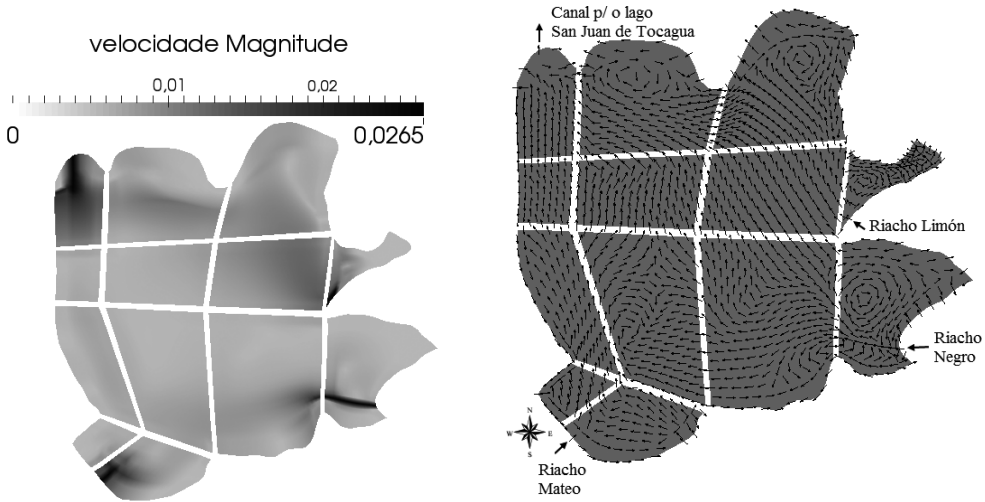 velocidade Magnitude
0,01 0,02
0 0,0265
Canal p/ o lago
San Juan de Tocagua
Riacho Limón
Riacho
Negro
N
W E
S
Riacho
Mateo